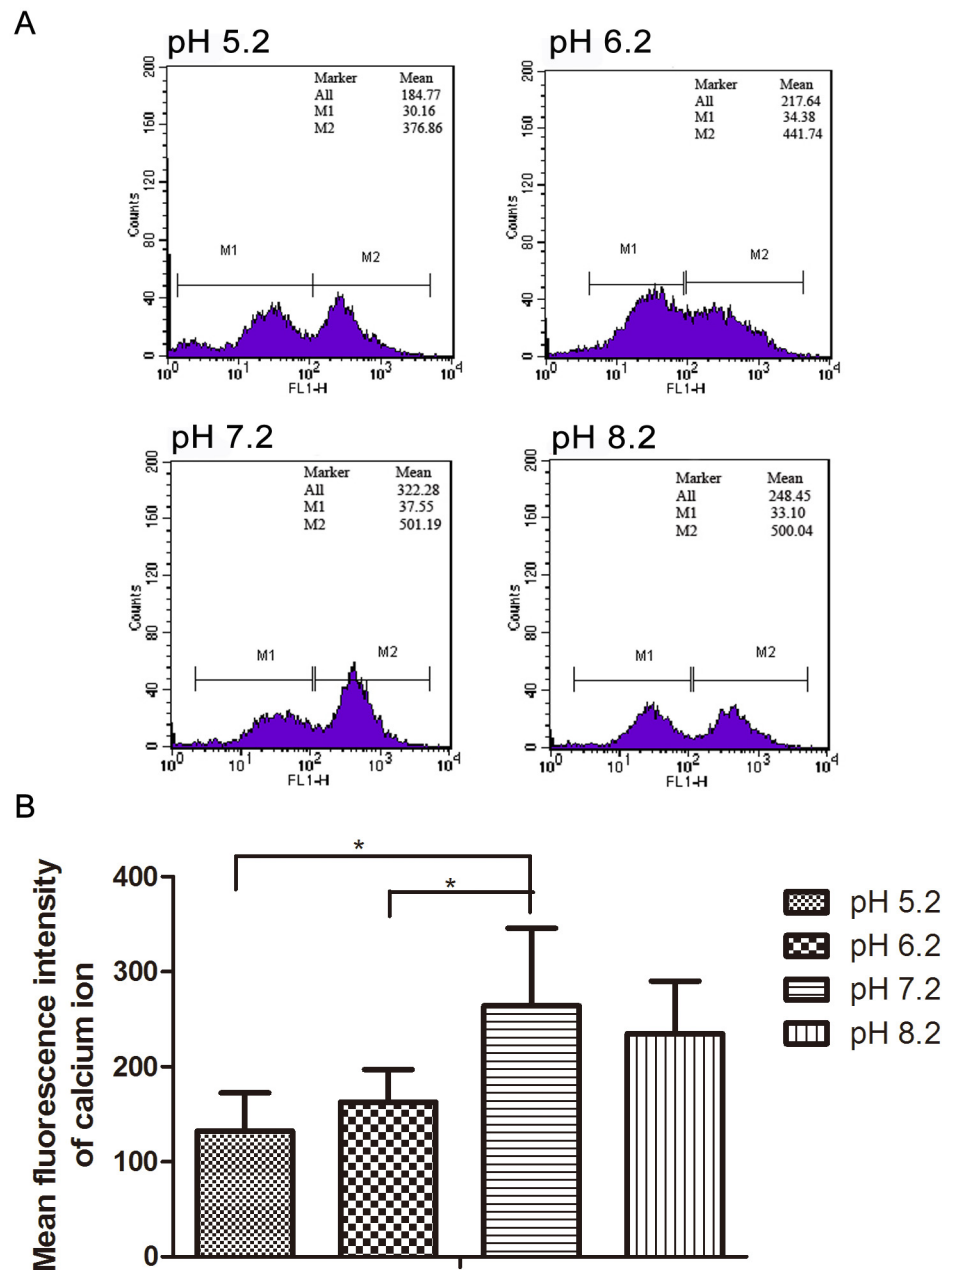 A
pH 5.2
Marker Mean
All 184.77
M1 30.16
M2 376.86
200
160
120
80
40
0
Counts
M1
M2
10^0 10^1 10^2 10^3 10^4
FL1-H
pH 6.2
Marker Mean
All 217.64
M1 34.38
M2 441.74
200
160
120
80
40
0
Counts
M1
M2
10^0 10^1 10^2 10^3 10^4
FL1-H
pH 7.2
Marker Mean
All 322.28
M1 37.55
M2 501.19
200
160
120
80
40
0
Counts
M1
M2
10^0 10^1 10^2 10^3 10^4
FL1-H
pH 8.2
Marker Mean
All 248.45
M1 33.10
M2 500.04
200
160
120
80
40
0
Counts
M1
M2
10^0 10^1 10^2 10^3 10^4
FL1-H
B
Mean fluorescence intensity
of calcium ion
400
300
200
100
0
*
*
pH 5.2
pH 6.2
pH 7.2
pH 8.2